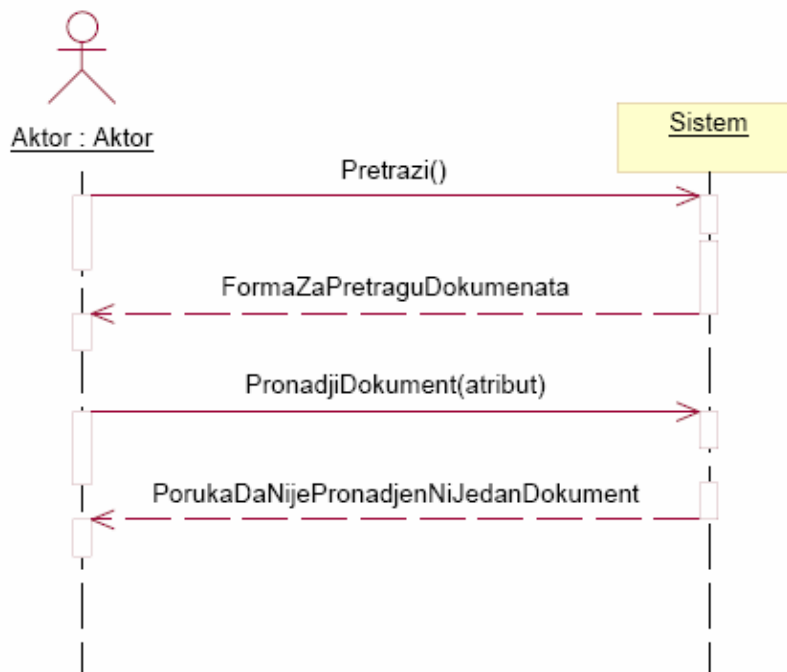 Aktor : Aktor
Sistem
Pretrazi()
FormaZaPretraguDokumenata
PronadjiDokument(atribut)
PorukaDaNijePronadjenNiJedanDokument